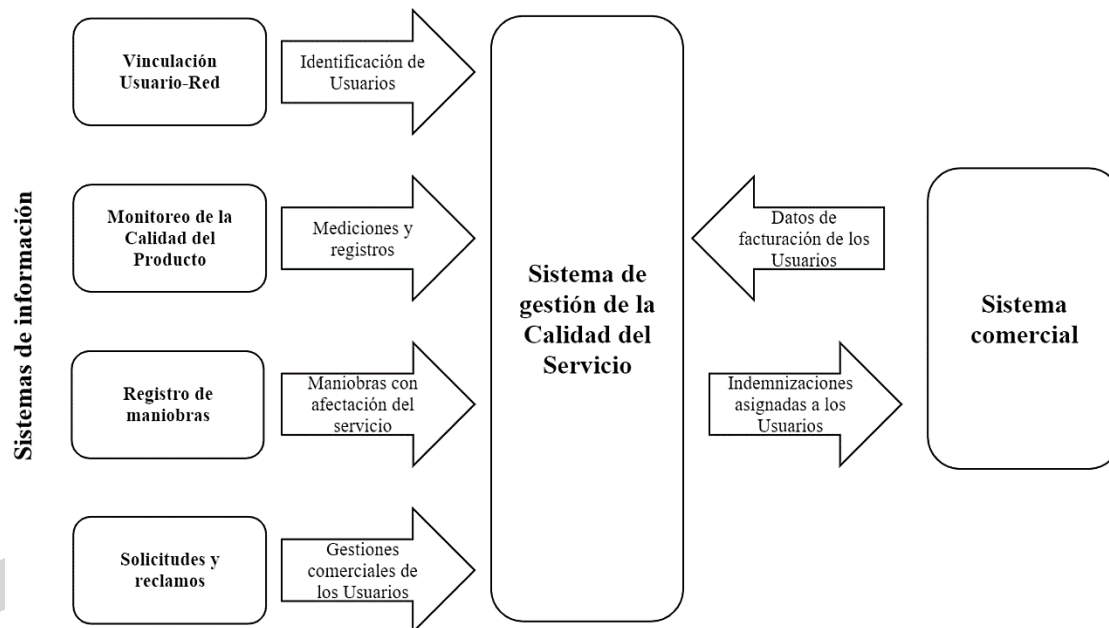 Sistemas de información
Vinculación
Usuario-Red
Identificación de
Usuarios
Monitoreo de la
Calidad del
Producto
Mediciones y
registros
Registro de
maniobras
Maniobras con
afectación del
servicio
Solicitudes y
reclamos
Gestiones
comerciales de
los Usuarios
Sistema de
gestión de la
Calidad del
Servicio
Datos de
facturación de los
Usuarios
Indemnizaciones
asignadas a los
Usuarios
Sistema
comercial